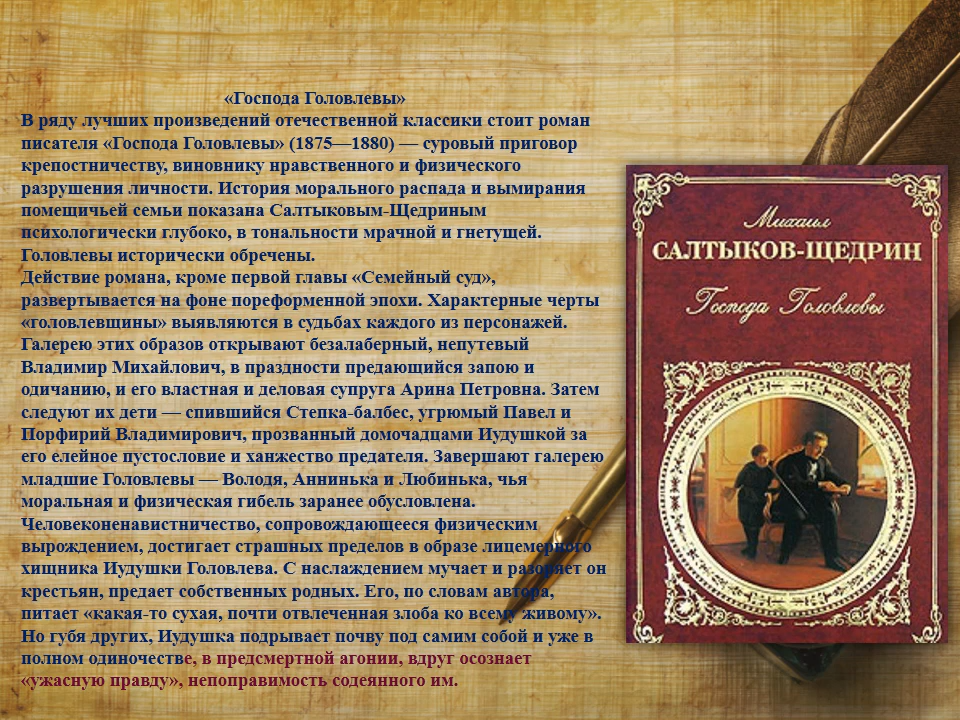 «Господа Головлевы»
В ряду лучших произведений отечественной классики стоит роман
писателя «Господа Головлевы» (1875—1880) — суровый приговор
крепостничеству, виновнику нравственного и физического
разрушения личности. История морального распада и вымирания
помещичьей семьи показана Салтыковым-Щедриным
психологически глубоко, в тональности мрачной и гнетущей.
Головлевы исторически обречены.
Действие романа, кроме первой главы «Семейный суд»,
развертывается на фоне пореформенной эпохи. Характерные черты
«головлевщины» выявляются в судьбах каждого из персонажей.
Галерею этих образов открывают безалаберный, непутевый
Владимир Михайлович, в праздности предающийся запою и
одичанию, и его властная и деловая супруга Арина Петровна. Затем
следуют их дети — спившийся Степка-балбес, угрюмый Павел и
Порфирий Владимирович, прозванный домочадцами Иудушкой за
его елейное пустословие и ханжество предателя. Завершают галерею
младшие Головлевы — Володя, Аннинька и Любинька, чья
моральная и физическая гибель заранее обусловлена.
Человеконенавистничество, сопровождающееся физическим
вырождением, достигает страшных пределов в образе лицемерного
хищника Иудушки Головлева. С наслаждением мучает и разоряет он
крестьян, предает собственных родных. Его, по словам автора,
питает «какая-то сухая, почти отвлеченная злоба ко всему живому».
Но губя других, Иудушка подрывает почву под самим собой и уже в
полном одиночестве, в предсмертной агонии, вдруг осознает
«ужасную правду», непоправимость содеянного им.
Михаил
САЛТЫКОВ-ЩЕДРИН
Господа Головлевы